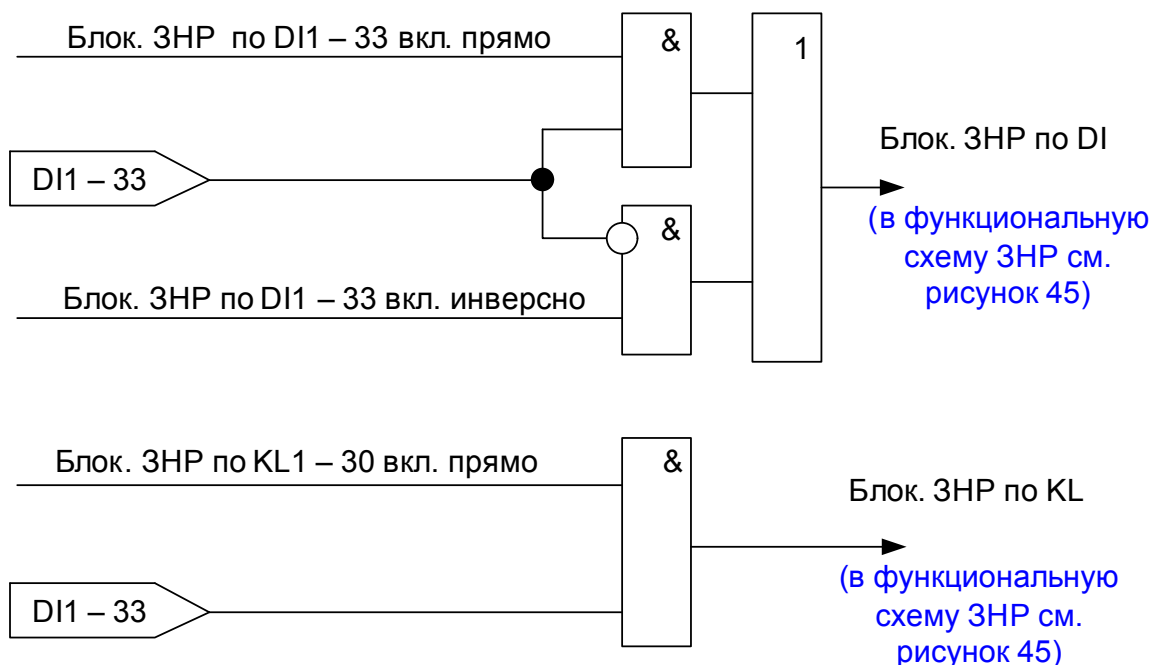 Блок. ЗНР по DI1 – 33 вкл. прямо
&
1
DI1 – 33
Блок. ЗНР по DI
(в функциональную
схему ЗНР см.
рисунок 45)
&
Блок. ЗНР по DI1 – 33 вкл. инверсно
Блок. ЗНР по KL1 – 30 вкл. прямо
&
Блок. ЗНР по KL
(в функциональную
схему ЗНР см.
рисунок 45)
DI1 – 33